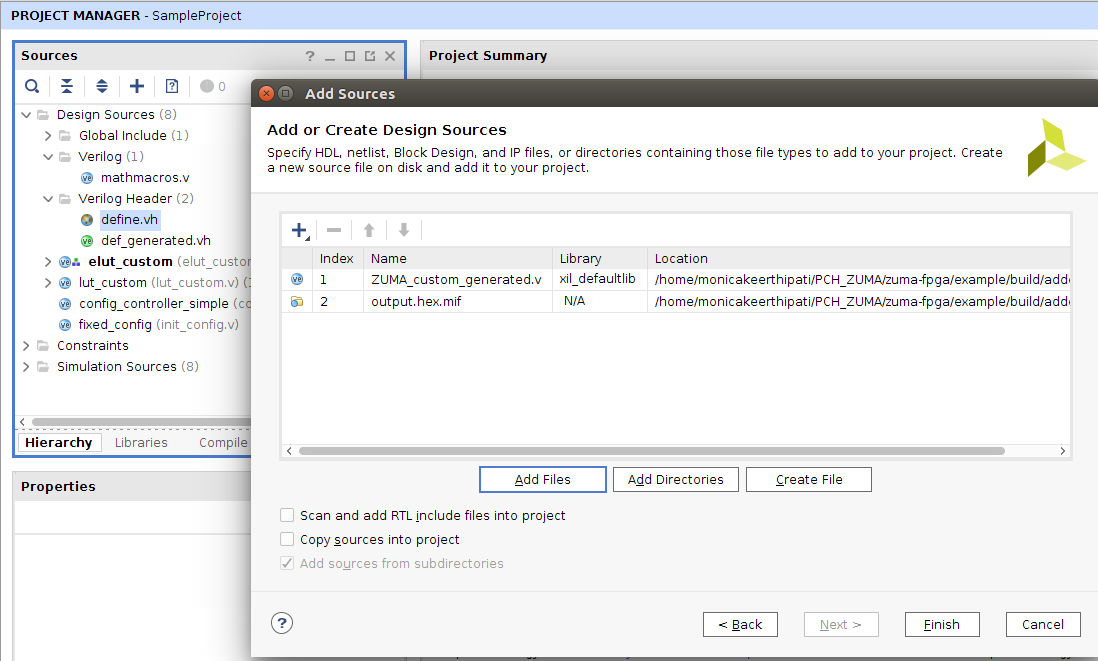 PROJECT MANAGER - SampleProject
Sources
Project Summary
0
Design Sources (8)
Global Include (1)
Verilog (1)
mathmacros.v
Verilog Header (2)
define.vh
def_generated.vh
elut_custom (elut_custor
lut_custom (lut_custom.v) (1
config_controller_simple (co
fixed_config (init_config.v)
Constraints
Simulation Sources (8)
Hierarchy Libraries Compile
Properties
Add Sources
Add or Create Design Sources
Specify HDL, netlist, Block Design, and IP files, or directories containing those file types to add to your project. Create
a new source file on disk and add it to your project.
Index Name Library Location
1 ZUMA_custom_generated.v xil_defaultlib /home/monicakeerthipati/PCH_ZUMA/zuma-fpga/example/build/add
2 output.hex.mif N/A /home/monicakeerthipati/PCH_ZUMA/zuma-fpga/example/build/add
Add Files Add Directories Create File
Scan and add RTL include files into project
Copy sources into project
Add sources from subdirectories
? < Back Next > Finish Cancel